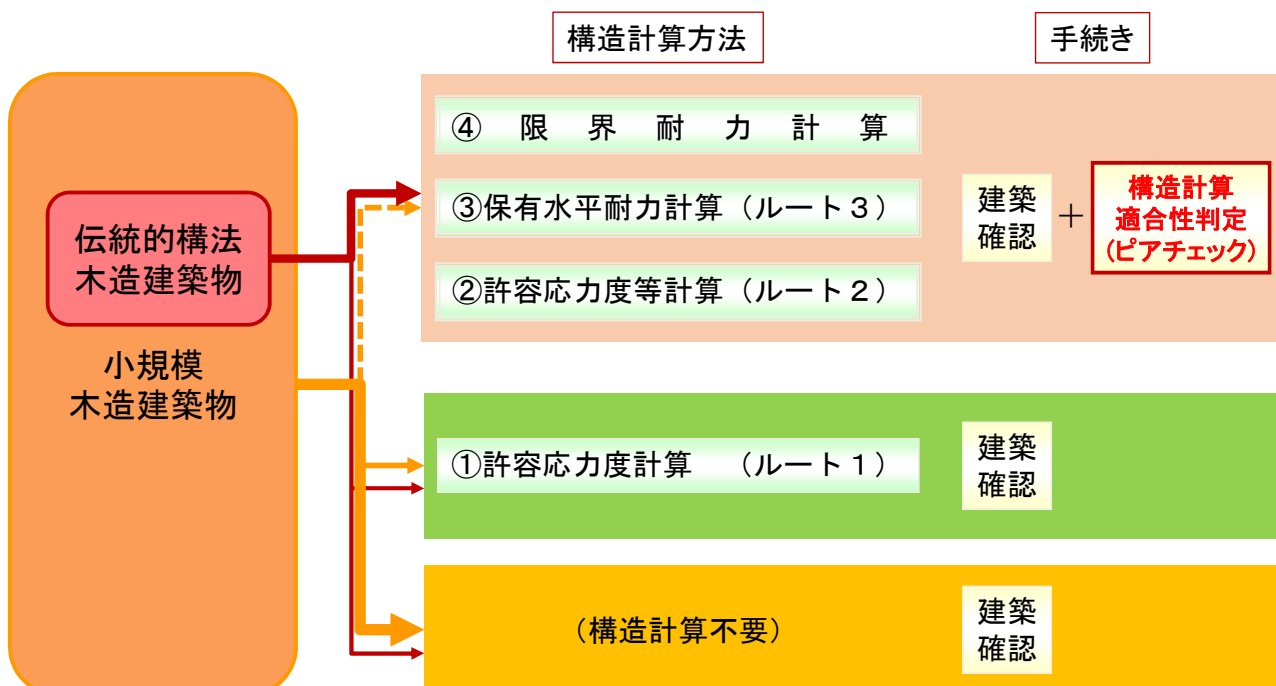 構造計算方法
手続き
伝統的構法
木造建築物
小規模
木造建築物
④ 限界耐力計算
③保有水平耐力計算（ルート３）
②許容応力度等計算（ルート２）
建築
確認
＋
構造計算
適合性判定
(ピアチェック)
①許容応力度計算 （ルート１）
建築
確認
（構造計算不要）
建築
確認